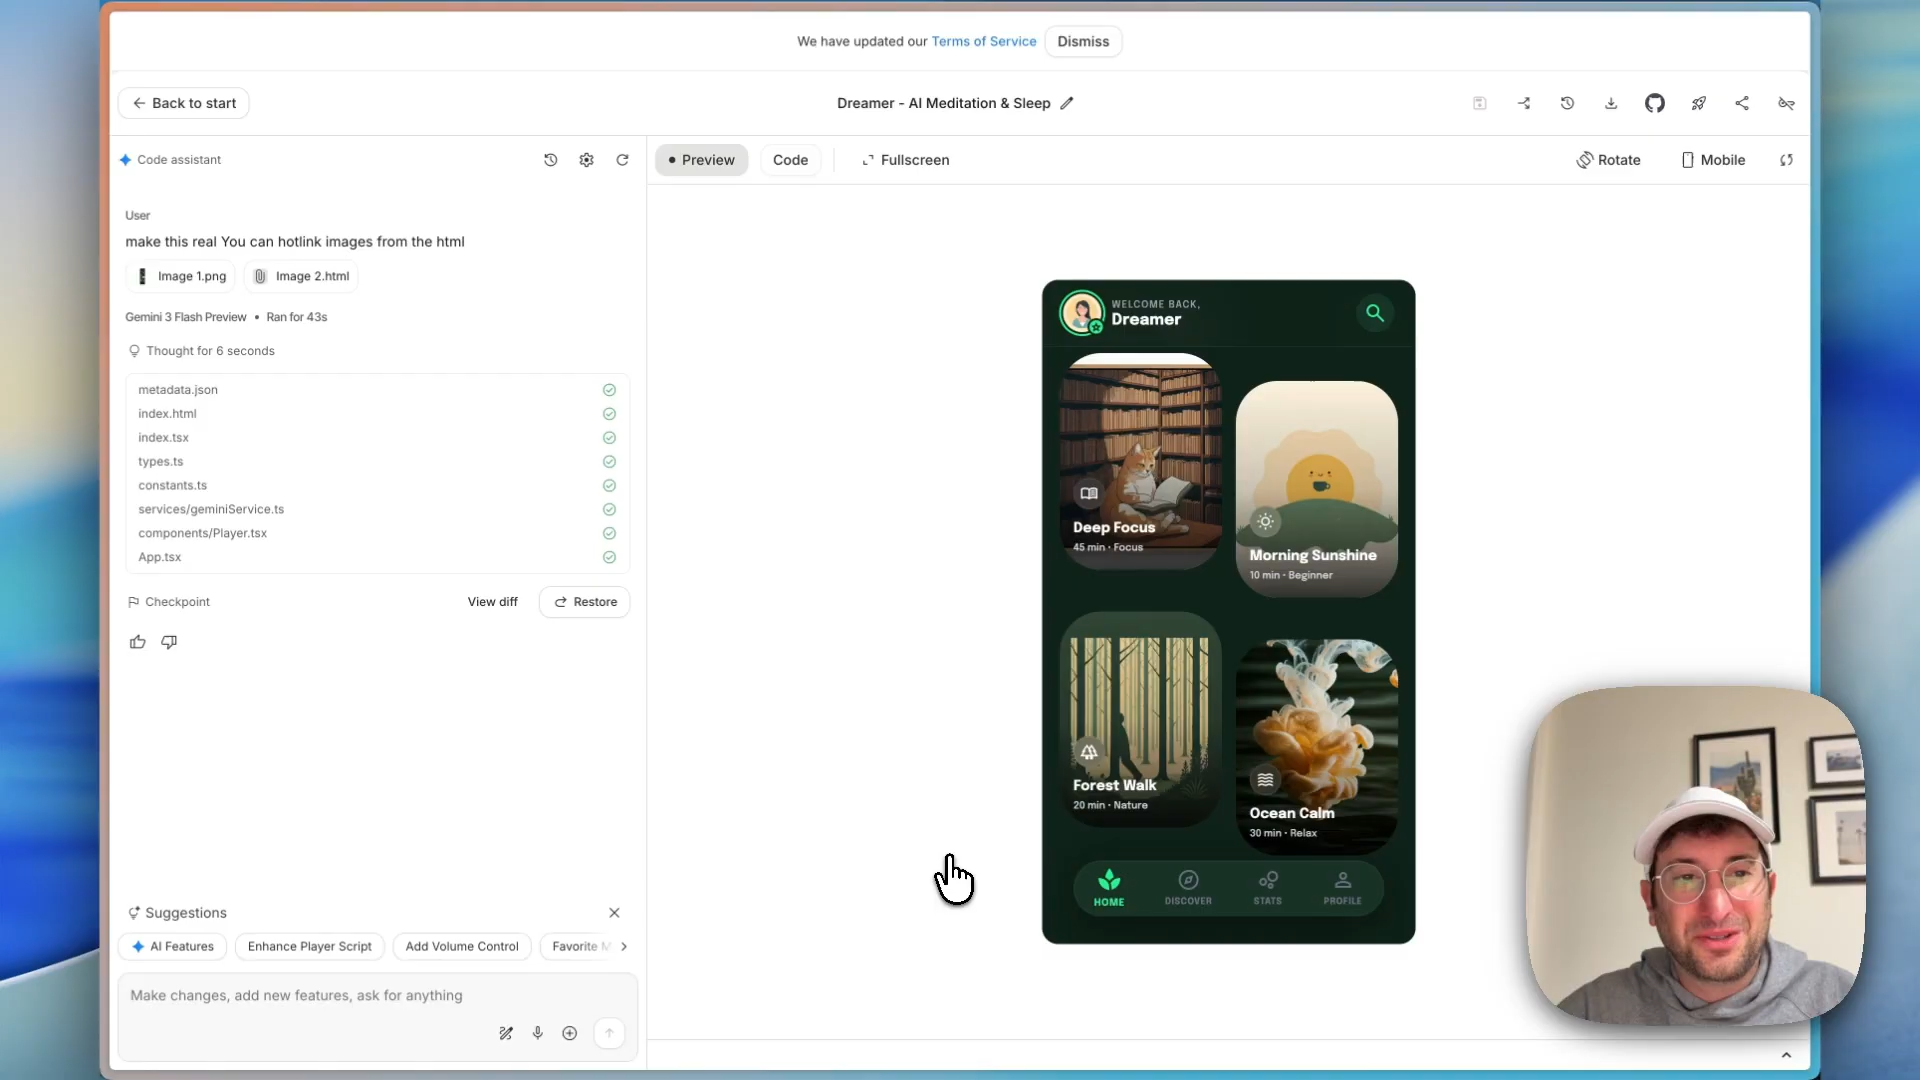 We have updated our Terms of Service Dismiss
Back to start
Dreamer - AI Meditation & Sleep
Code assistant
Preview Code Fullscreen Rotate Mobile
User
make this real You can hotlink images from the html
Image 1.png Image 2.html
Gemini 3 Flash Preview • Ran for 43s
Thought for 6 seconds
metadata.json
index.html
index.tsx
types.ts
constants.ts
services/geminiService.ts
components/Player.tsx
App.tsx
Checkpoint View diff Restore
Suggestions
AI Features Enhance Player Script Add Volume Control Favorite
Make changes, add new features, ask for anything
WELCOME BACK,
Dreamer
Deep Focus
45 min • Focus
Morning Sunshine
10 min • Beginner
Forest Walk
20 min • Nature
Ocean Calm
30 min • Relax
HOME DISCOVER STATS PROFILE